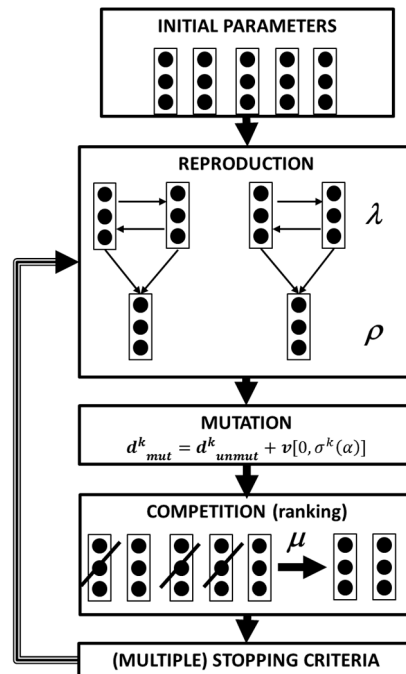 INITIAL PARAMETERS
REPRODUCTION
λ
ρ
MUTATION
d^k_mut = d^k_unmut + v[0, σ^k(α)]
COMPETITION (ranking)
μ
(MULTIPLE) STOPPING CRITERIA